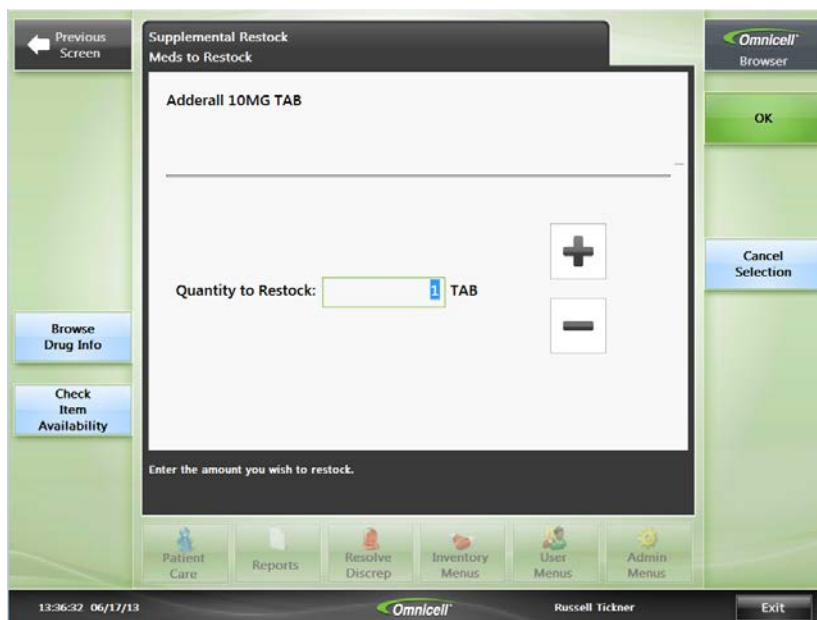 Previous
Screen
Supplemental Restock
Meds to Restock
Omnicell
Browser
Adderall 10MG TAB
OK
Quantity to Restock: 1 TAB
Cancel
Selection
Browse
Drug Info
Check
Item
Availability
Enter the amount you wish to restock.
Patient
Care
Reports
Resolve
Discrep
Inventory
Menus
User
Menus
Admin
Menus
13:36:32 06/17/13
Omnicell
Russell Tickner
Exit